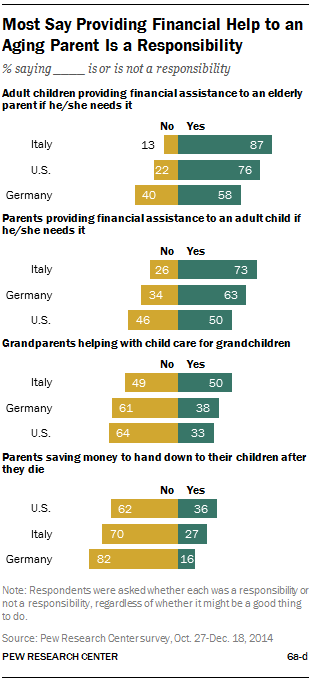 Most Say Providing Financial Help to an
Aging Parent Is a Responsibility
% saying _____ is or is not a responsibility
Adult children providing financial assistance to an elderly
parent if he/she needs it
No Yes
Italy 13 87
U.S. 22 76
Germany 40 58
Parents providing financial assistance to an adult child if
he/she needs it
No Yes
Italy 26 73
Germany 34 63
U.S. 46 50
Grandparents helping with child care for grandchildren
No Yes
Italy 49 50
Germany 61 38
U.S. 64 33
Parents saving money to hand down to their children after
they die
No Yes
U.S. 62 36
Italy 70 27
Germany 82 16
Note: Respondents were asked whether each was a responsibility or
not a responsibility, regardless of whether it might be a good thing
to do.
Source: Pew Research Center survey, Oct. 27-Dec. 18, 2014
PEW RESEARCH CENTER 6a-d